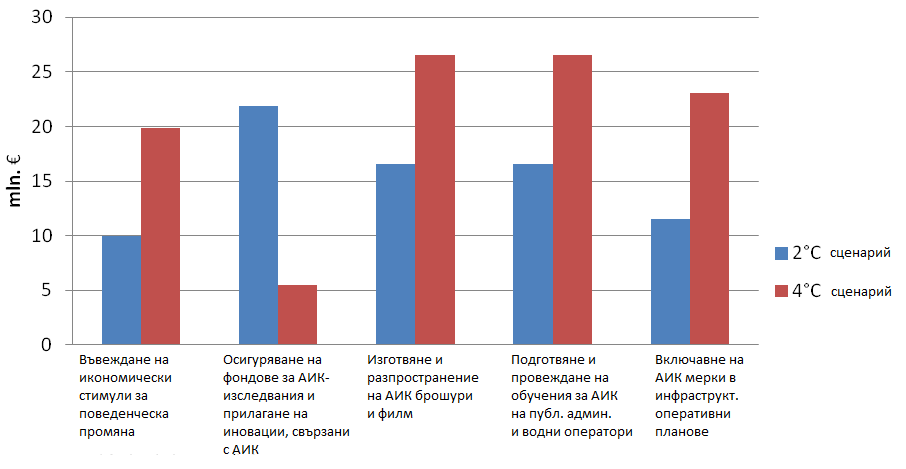 30
25
20
15
10
5
0
mln. €
2°C сценарий
4°C сценарий
Въвеждане на
икономически
стимули за
поведенческа
промяна
Осигуряване на
фондове за АИК-
изследвания и
прилагане на
иновации, свързани
с АИК
Изготвяне и
разпространение
на АИК брошури
и филм
Подготвяне и
провеждане на
обучения за АИК
на публ. админ.
и водни оператори
Включавне на
АИК мерки в
инфраструкт.
оперативни
планове